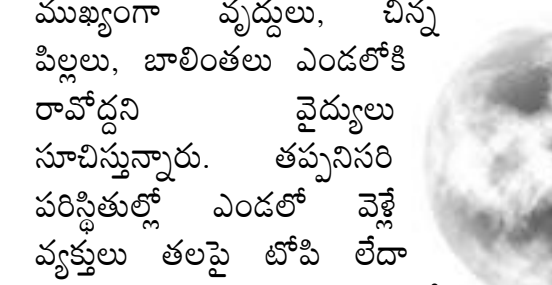 ముఖ్యంగా వృద్దులు, చిన్న
పిల్లలు, బాలింతలు ఎండలోకి
రావోద్దని వైద్యులు
సూచిస్తున్నారు. తప్పనిసరి
పరిస్థితుల్లో ఎండలో వెళ్లే
వ్యక్తులు తలపై టోపి లేదా